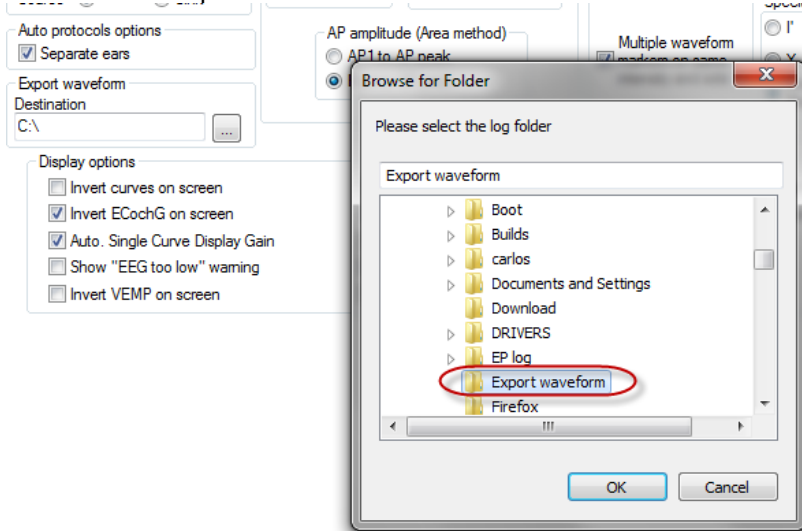 Auto protocols options
Separate ears
Export waveform
Destination
C:\
...
AP amplitude (Area method)
AP1 to AP peak
Multiple waveform
Display options
Invert curves on screen
Invert ECochG on screen
Auto. Single Curve Display Gain
Show "EEG too low" warning
Invert VEMP on screen
Browse for Folder
Please select the log folder
Export waveform
Boot
Builds
carlos
Documents and Settings
Download
DRIVERS
EP log
Export waveform
Firefox
OK
Cancel